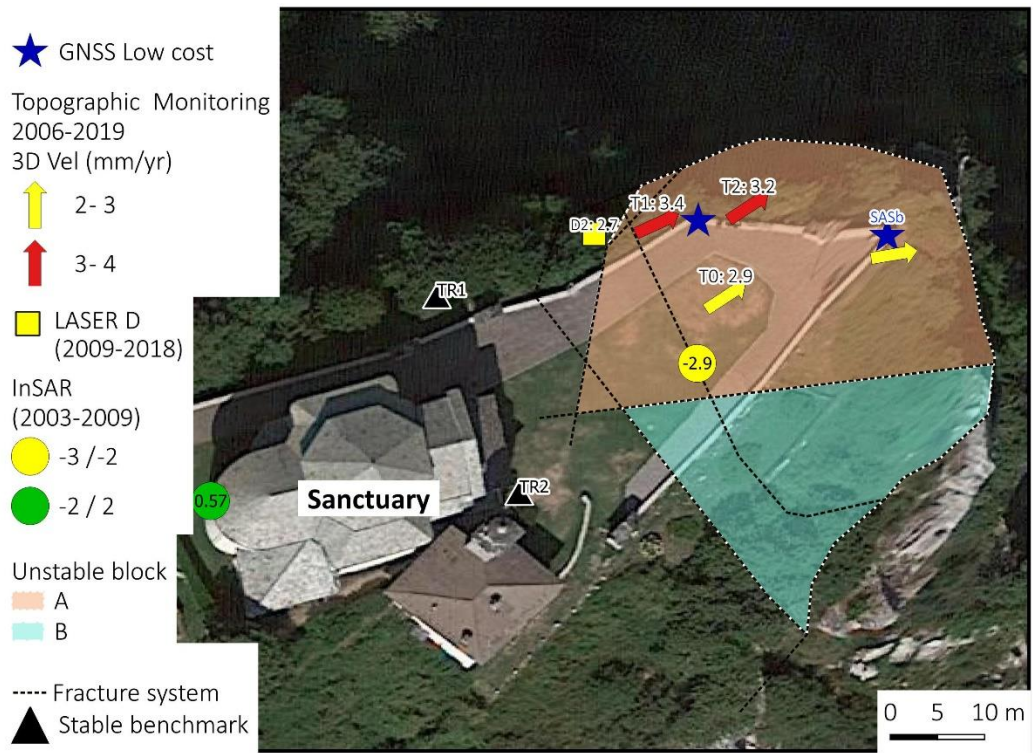 GNSS Low cost
Topographic Monitoring
2006-2019
3D Vel (mm/yr)
2- 3
3- 4
LASER D
(2009-2018)
InSAR
(2003-2009)
-3 /-2
-2 / 2
Unstable block
A
B
Fracture system
Stable benchmark
T2: 3.2
T1: 3.4
D2: 2.7
SASb
T0: 2.9
TR1
-2.9
TR2
0.57
Sanctuary
0 5 10 m